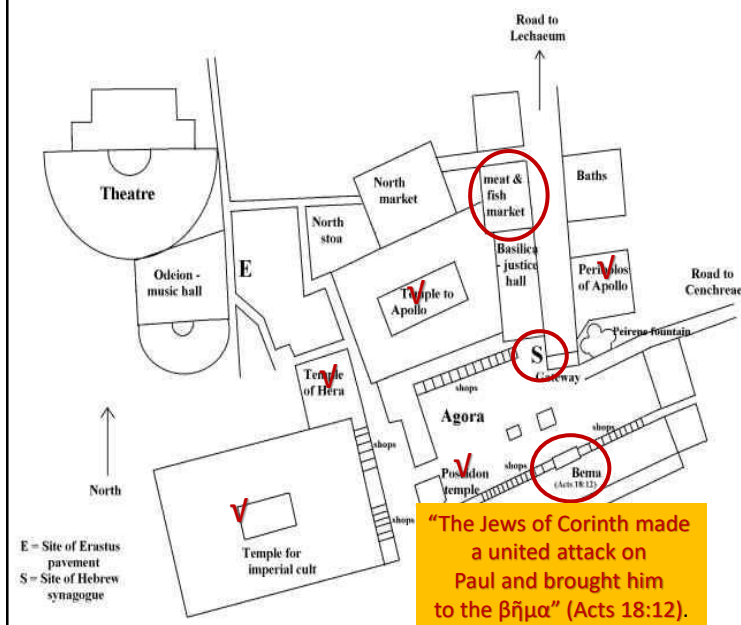 Road to
Lechaeum
Theatre
North
market
meat &
fish
market
Baths
North
stoa
E
Odeion -
music hall
Basilica
- justice
hall
√
Temple to
Apollo
√
Peribolos
of Apollo
Road to
Cenchreae
Peirene fountain
S
Gateway
shops
√
Temple
of Hera
Agora
shops
shops
√
Poseidon
temple
shops
Bema
(Acts 18:12)
North
√
shops
Temple for
imperial cult
E = Site of Erastus
pavement
S = Site of Hebrew
synagogue
“The Jews of Corinth made
a united attack on
Paul and brought him
to the βῆμα” (Acts 18:12).